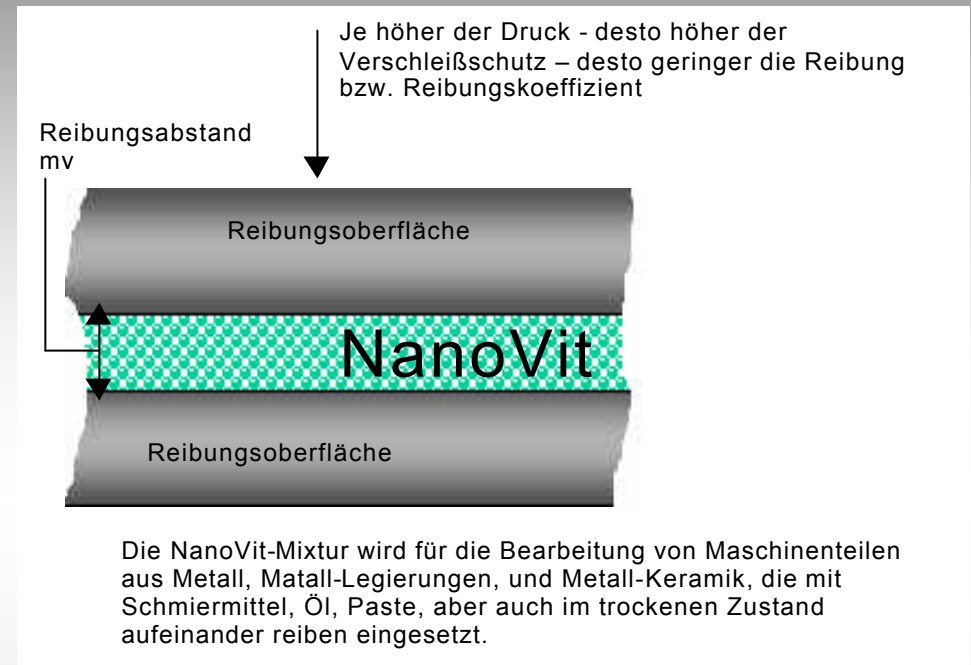 Je höher der Druck - desto höher der
Verschleißschutz – desto geringer die Reibung
bzw. Reibungskoeffizient
Reibungsabstand
mv
Reibungsoberfläche
NanoVit
Reibungsoberfläche
Die NanoVit-Mixtur wird für die Bearbeitung von Maschinenteilen
aus Metall, Matall-Legierungen, und Metall-Keramik, die mit
Schmiermittel, Öl, Paste, aber auch im trockenen Zustand
aufeinander reiben eingesetzt.